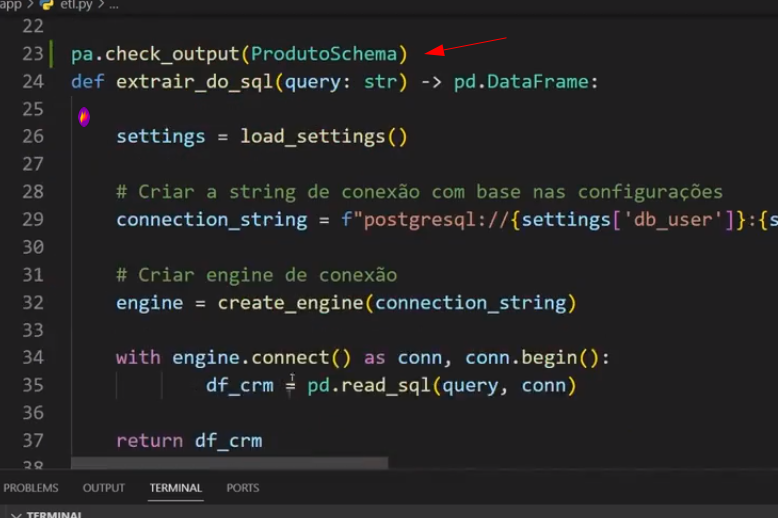 app > etl.py > ...
22
23 pa.check_output(ProdutoSchema)
24 def extrair_do_sql(query: str) -> pd.DataFrame:
25
26 settings = load_settings()
27
28 # Criar a string de conexão com base nas configurações
29 connection_string = f"postgresql://{settings['db_user']}:{s
30
31 # Criar engine de conexão
32 engine = create_engine(connection_string)
33
34 with engine.connect() as conn, conn.begin():
35 df_crm = pd.read_sql(query, conn)
36
37 return df_crm
38
PROBLEMS OUTPUT TERMINAL PORTS
TERMINAL